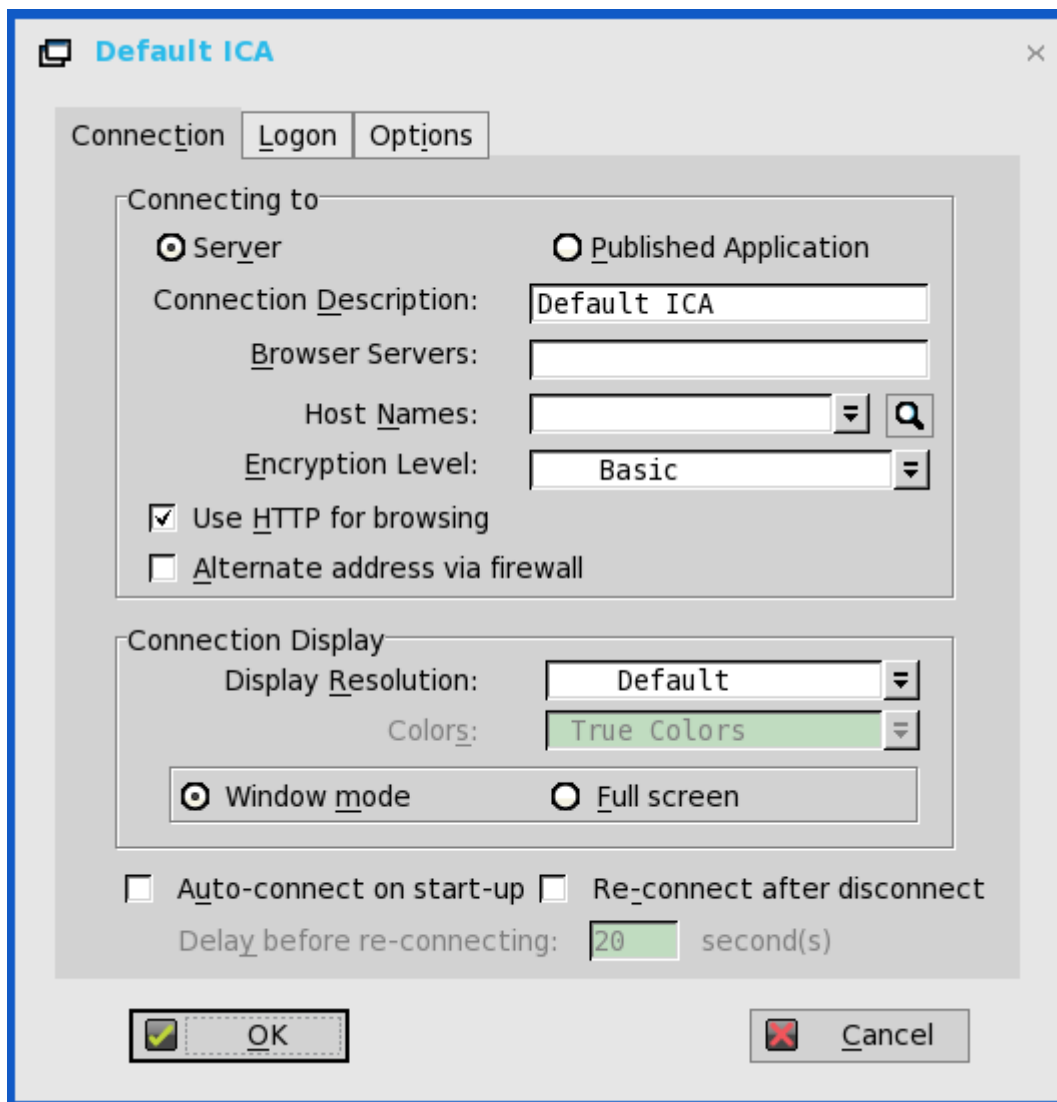 Default ICA
Connection Logon Options
Connecting to
Server Published Application
Connection Description: Default ICA
Browser Servers:
Host Names:
Encryption Level: Basic
Use HTTP for browsing
Alternate address via firewall
Connection Display
Display Resolution: Default
Colors: True Colors
Window mode Full screen
Auto-connect on start-up Re-connect after disconnect
Delay before re-connecting: 20 second(s)
OK Cancel